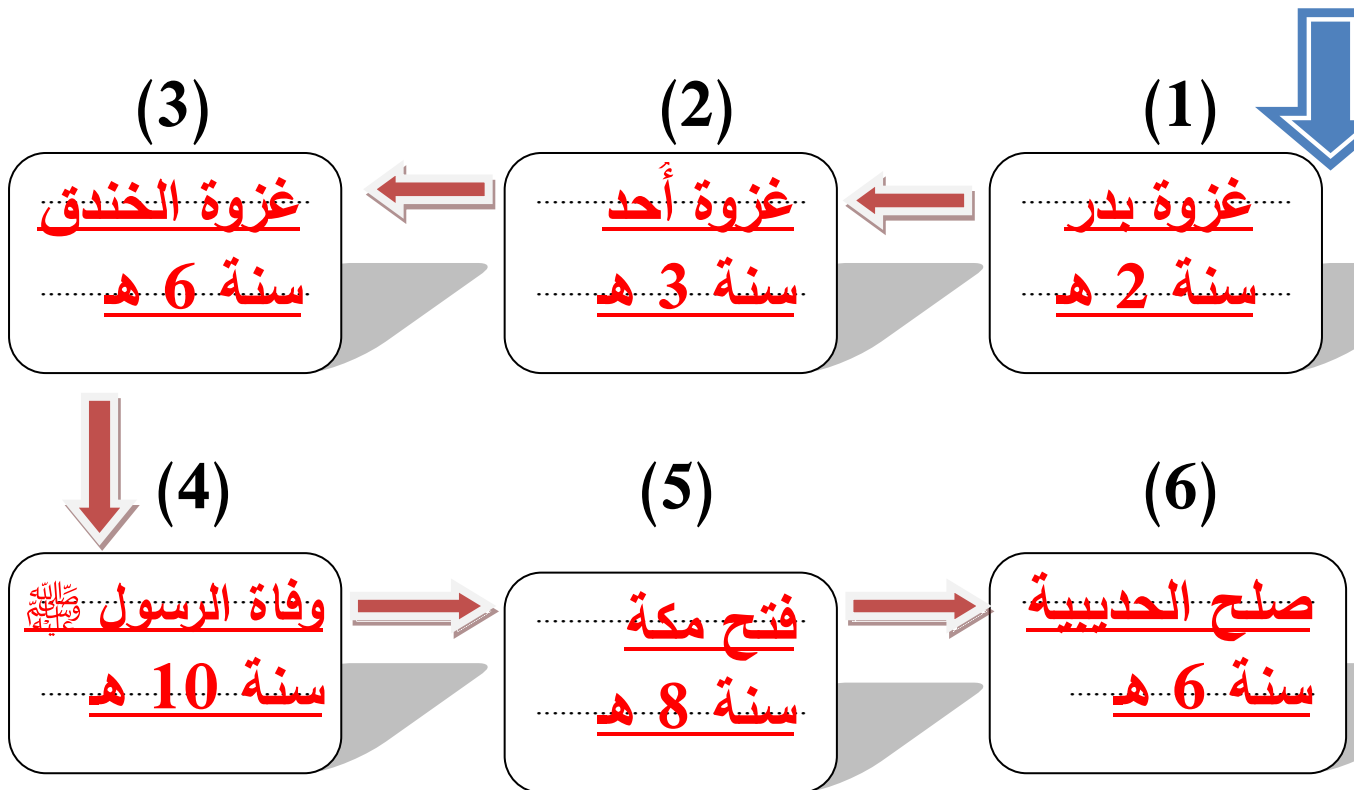 (1)
غزوة بدر
سنة 2 هـ
(2)
غزوة أحد
سنة 3 هـ
(3)
غزوة الخندق
سنة 6 هـ
(4)
وفاة الرسول ﷺ
سنة 10 هـ
(5)
فتح مكة
سنة 8 هـ
(6)
صلح الحديبية
سنة 6 هـ